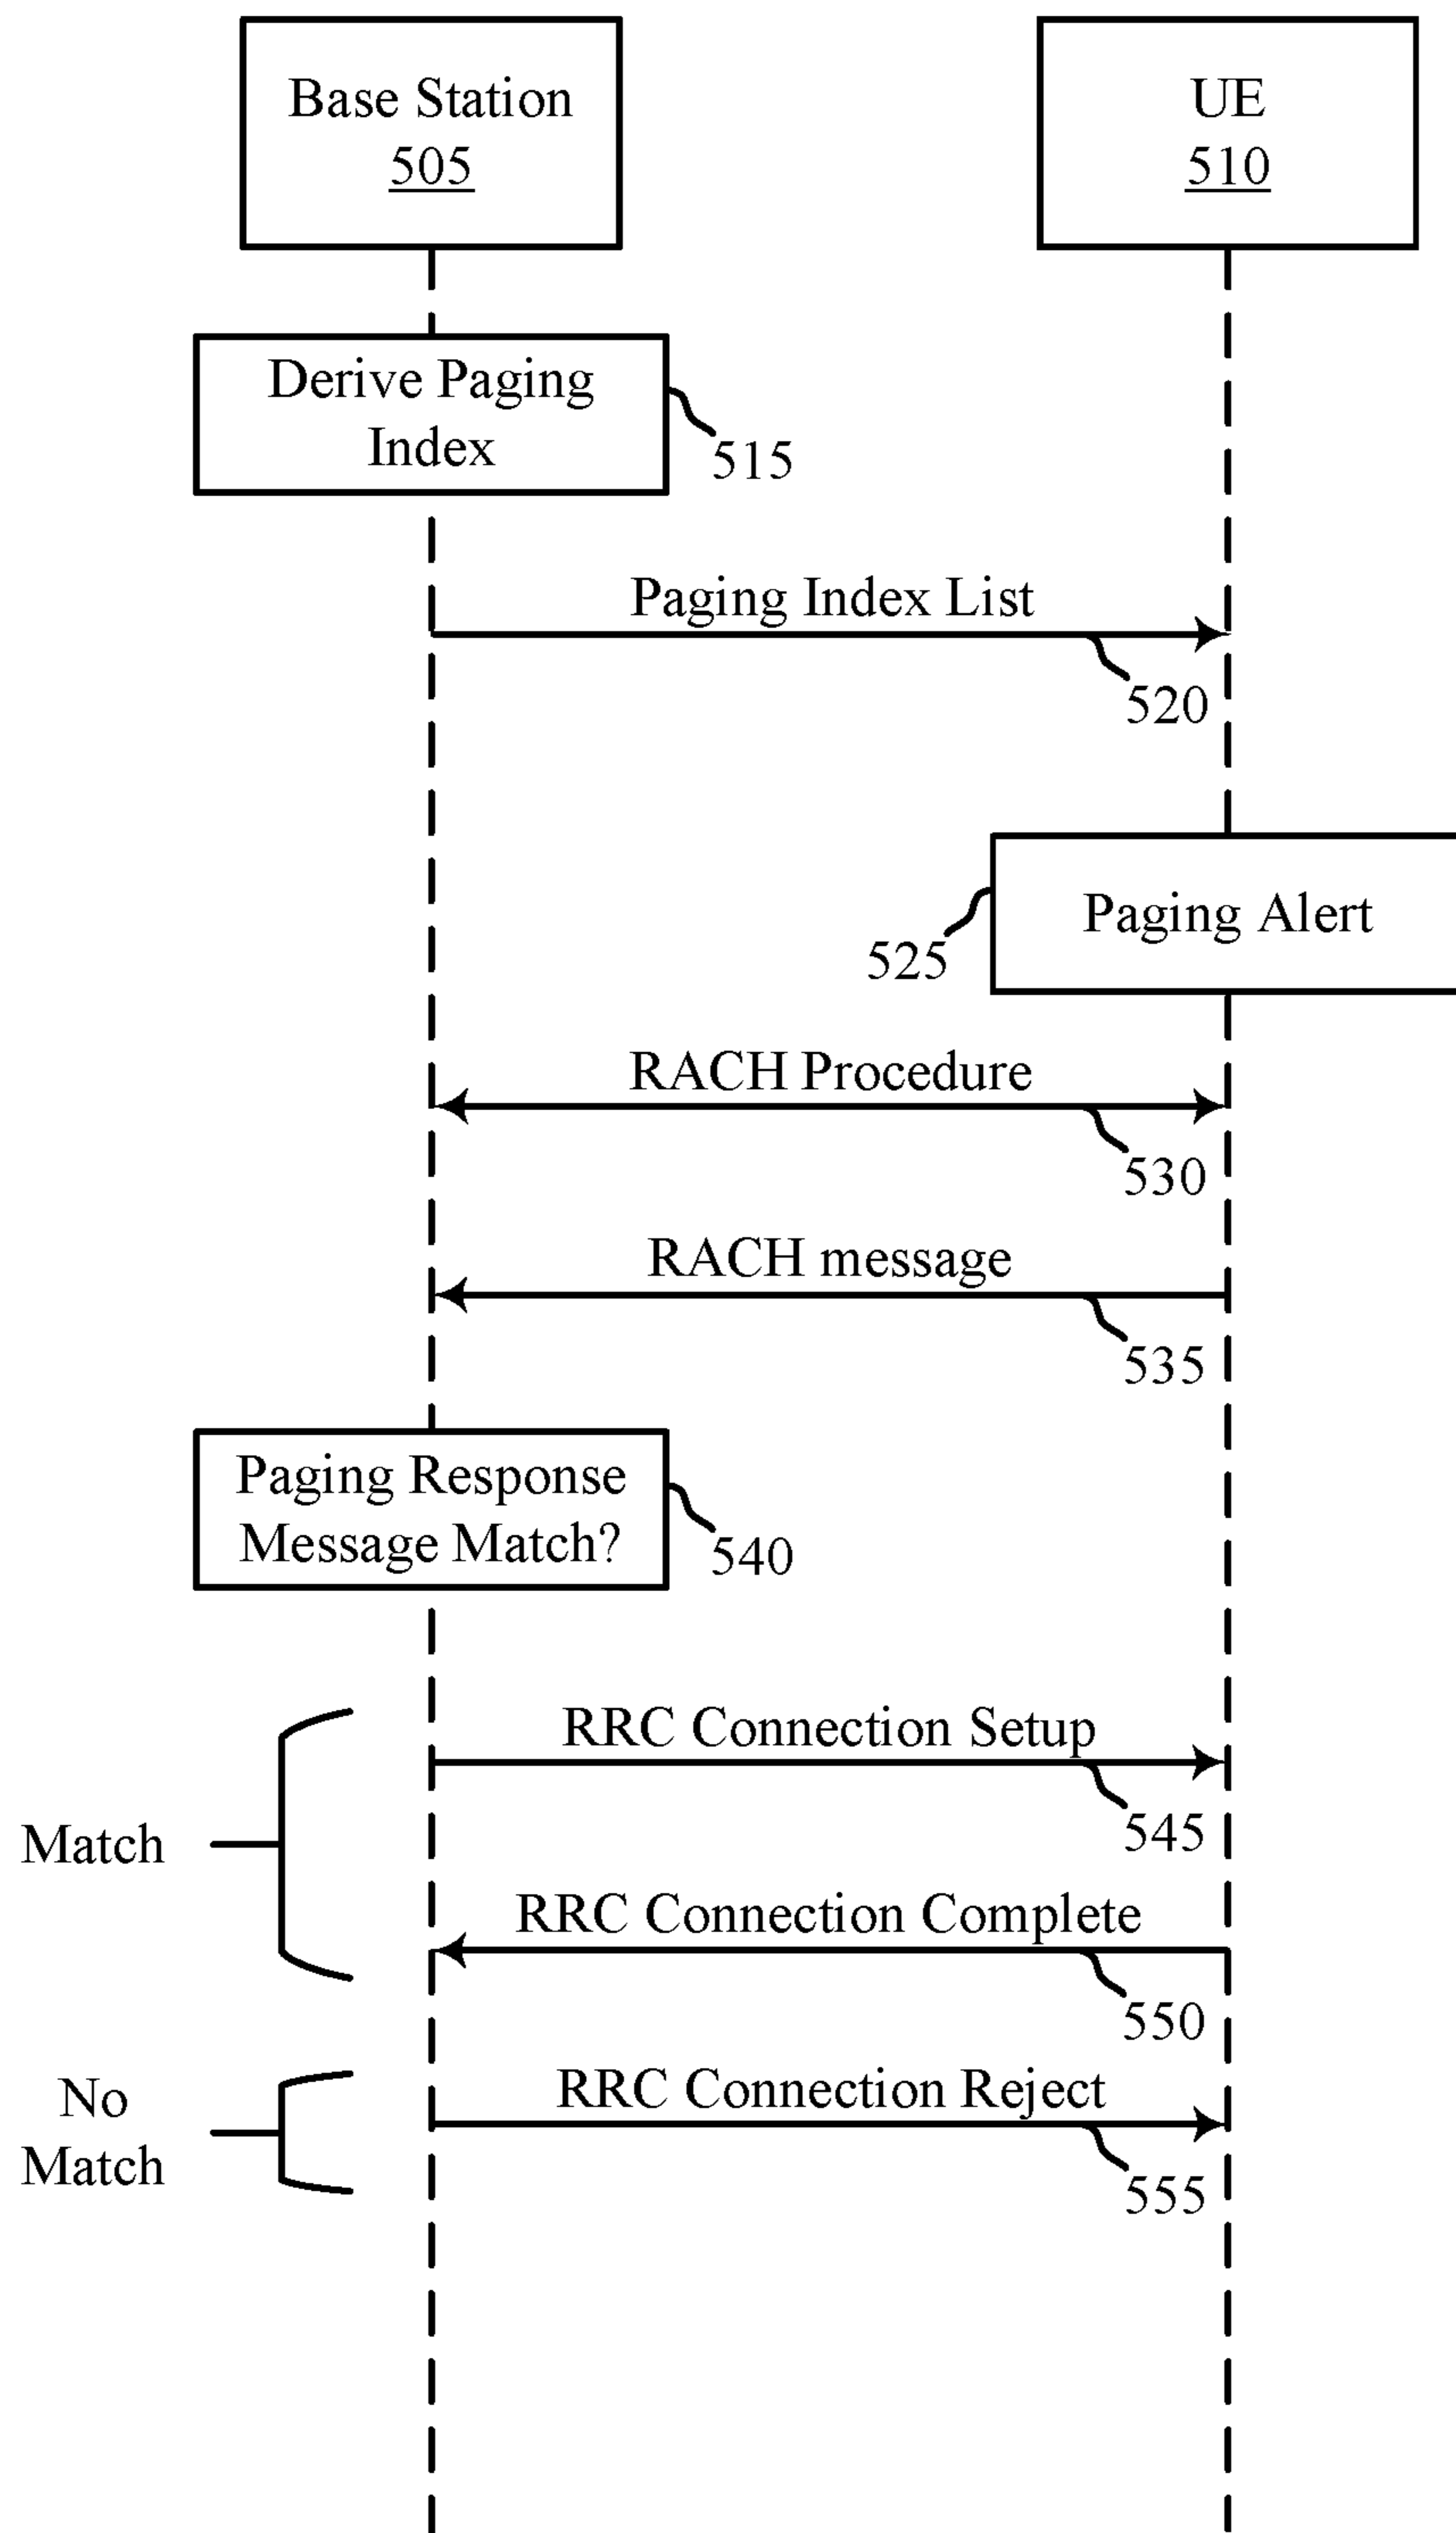 Base Station
505
UE
510
Derive Paging
Index
515
Paging Index List
520
Paging Alert
525
RACH Procedure
530
RACH message
535
Paging Response
Message Match?
540
RRC Connection Setup
545
Match
RRC Connection Complete
550
No
Match
RRC Connection Reject
555